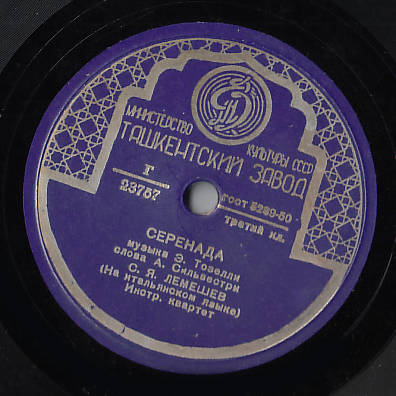 МИНИСТЕРСТВО КУЛЬТУРЫ СССР
ТАШКЕНТСКИЙ ЗАВОД
Г
23757
ГОСТ 5289-50
третий кл.
СЕРЕНАДА
музыка Э. Тозелли
слова А. Сильвестри
С. Я. ЛЕМЕШЕВ
(На итальянском языке)
Инстр. квартет